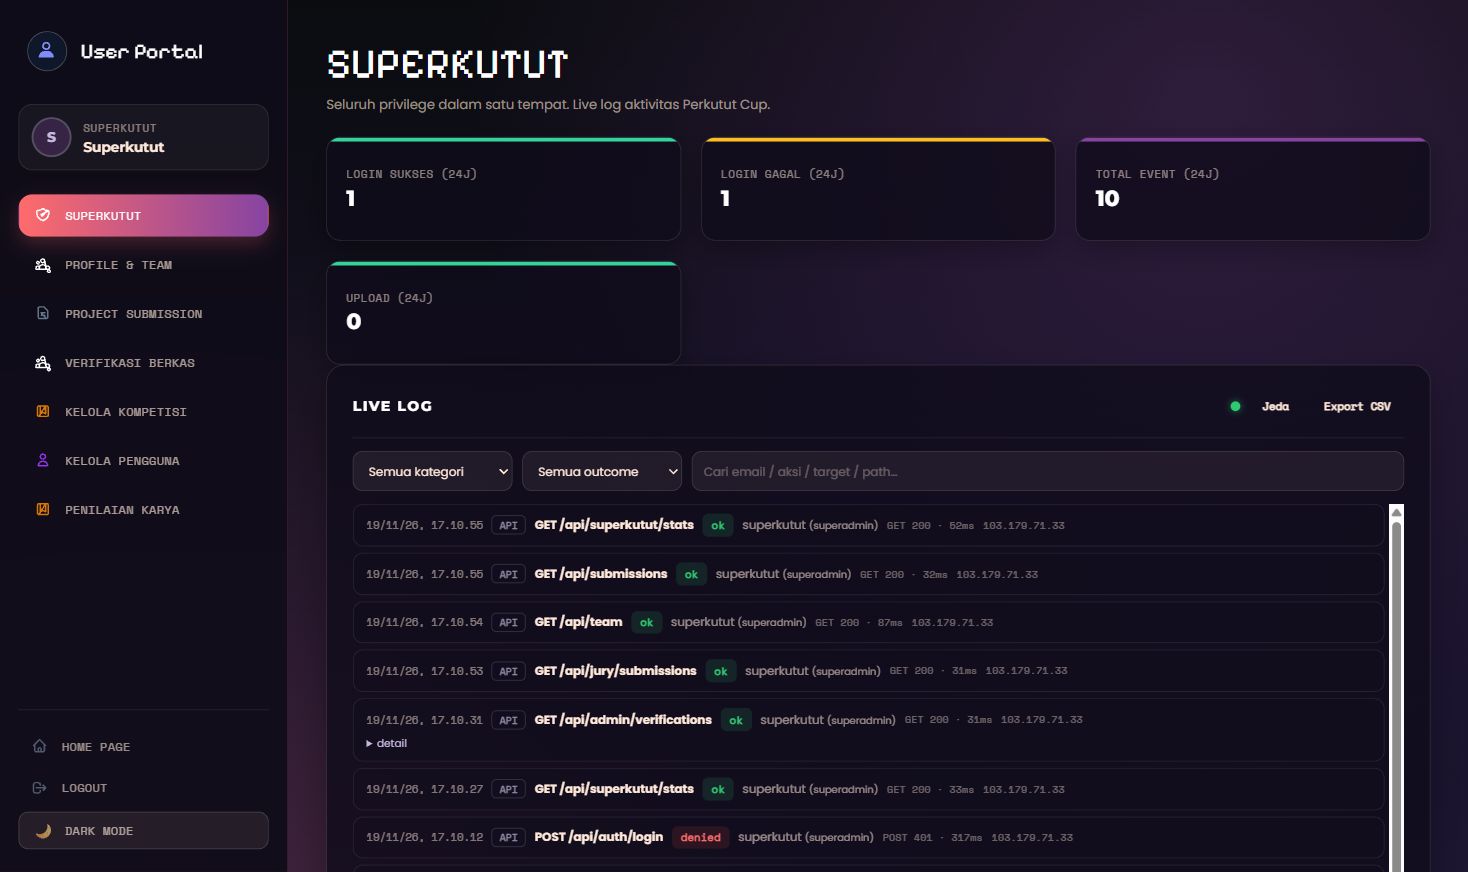 User Portal
S
SUPERKUTUT
Superkutut
SUPERKUTUT
PROFILE & TEAM
PROJECT SUBMISSION
VERIFIKASI BERKAS
KELOLA KOMPETISI
KELOLA PENGGUNA
PENILAIAN KARYA
HOME PAGE
LOGOUT
DARK MODE
SUPERKUTUT
Seluruh privilege dalam satu tempat. Live log aktivitas Perkutut Cup.
LOGIN SUKSES (24J)
1
LOGIN GAGAL (24J)
1
TOTAL EVENT (24J)
10
UPLOAD (24J)
0
LIVE LOG
Jeda
Export CSV
Semua kategori
Semua outcome
Cari email / aksi / target / path...
19/11/26, 17.10.55 API GET /api/superkutut/stats ok superkutut (superadmin) GET 200 · 52ms 103.179.71.33
19/11/26, 17.10.55 API GET /api/submissions ok superkutut (superadmin) GET 200 · 32ms 103.179.71.33
19/11/26, 17.10.54 API GET /api/team ok superkutut (superadmin) GET 200 · 87ms 103.179.71.33
19/11/26, 17.10.53 API GET /api/jury/submissions ok superkutut (superadmin) GET 200 · 31ms 103.179.71.33
19/11/26, 17.10.31 API GET /api/admin/verifications ok superkutut (superadmin) GET 200 · 31ms 103.179.71.33
detail
19/11/26, 17.10.27 API GET /api/superkutut/stats ok superkutut (superadmin) GET 200 · 33ms 103.179.71.33
19/11/26, 17.10.12 API POST /api/auth/login denied superkutut (superadmin) POST 401 · 317ms 103.179.71.33